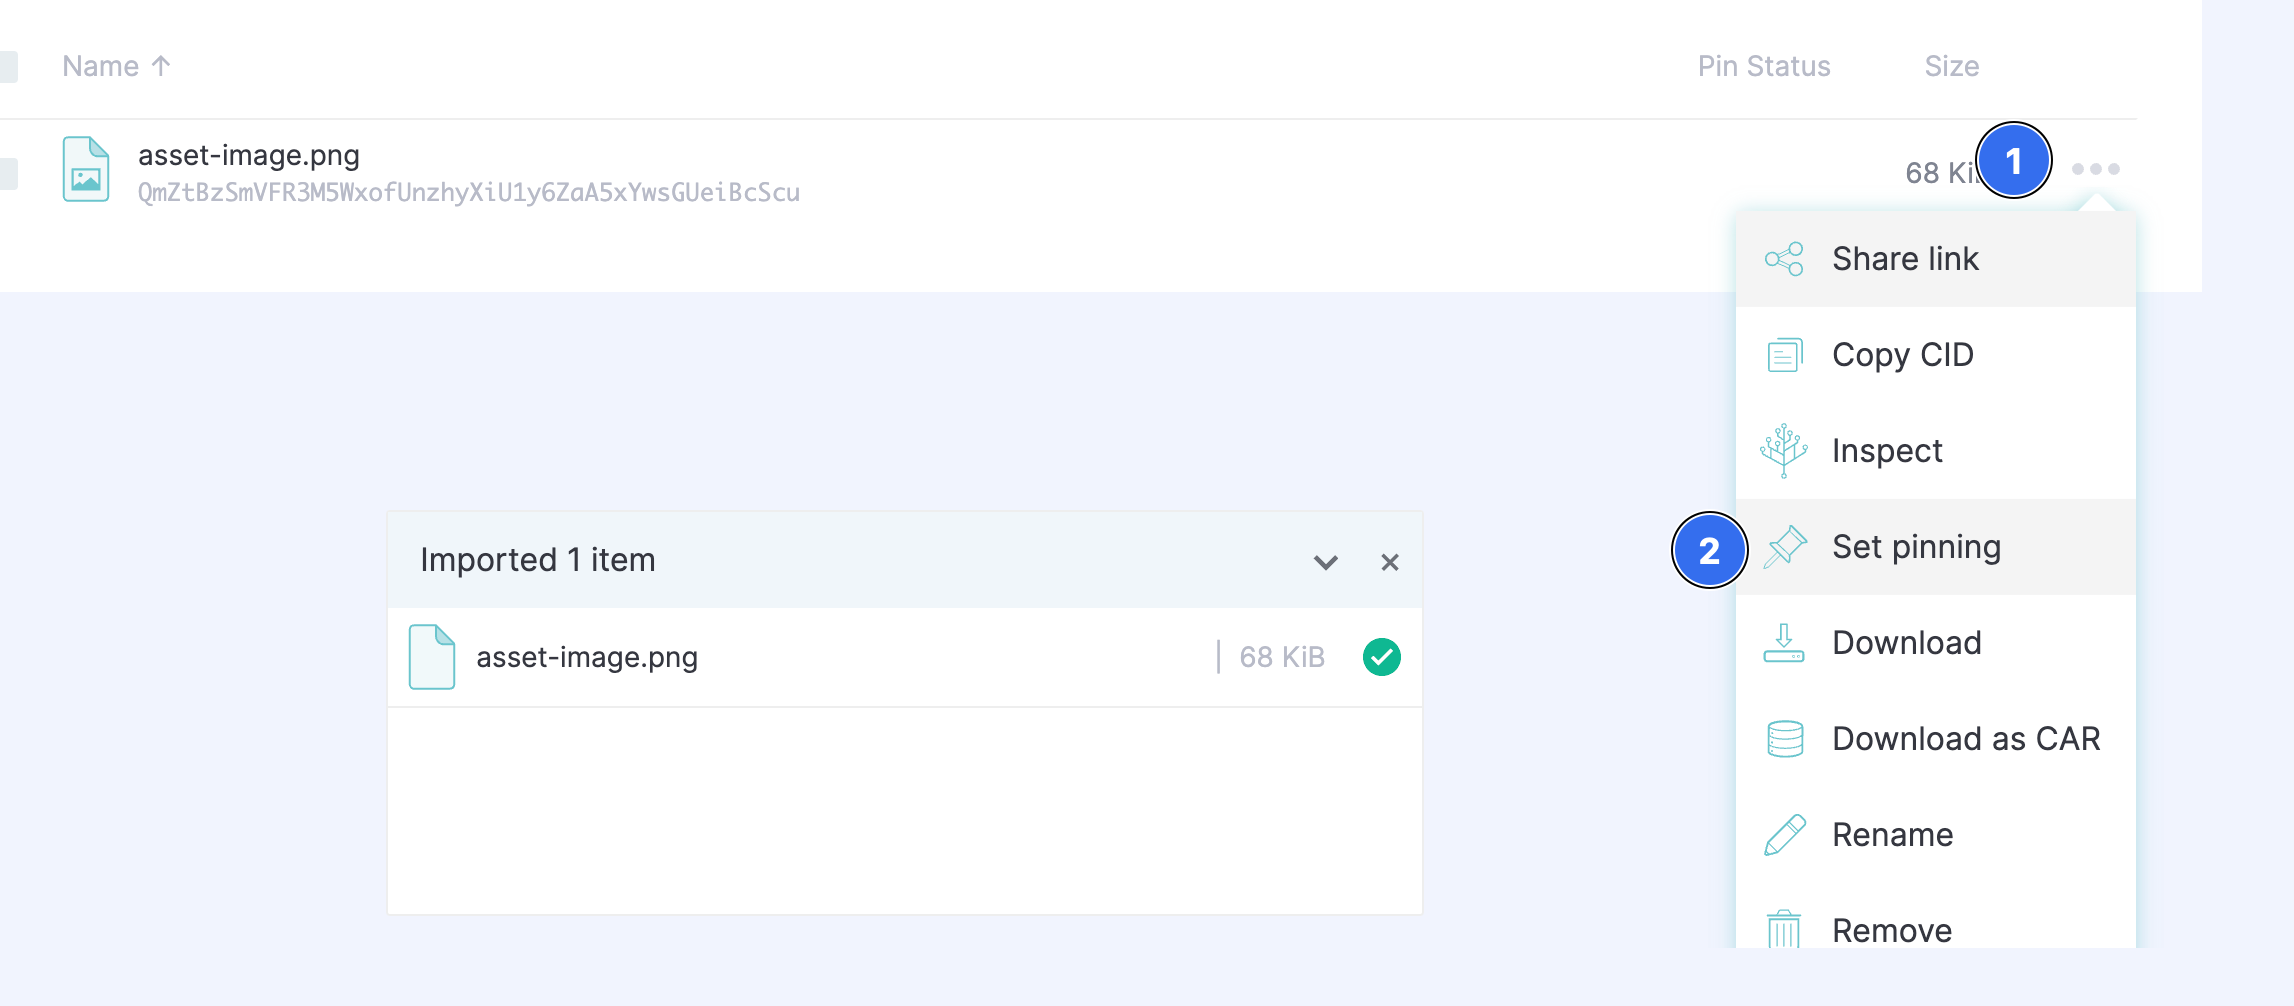 Name ↑ Pin Status Size
asset-image.png
QmZtBzSmVFR3M5WxofUnzhyXiU1y6ZaA5xYwsGUeiBcScu
68 Ki
1
Share link
Copy CID
Inspect
2
Set pinning
Download
Download as CAR
Rename
Remove
Imported 1 item
asset-image.png | 68 KiB